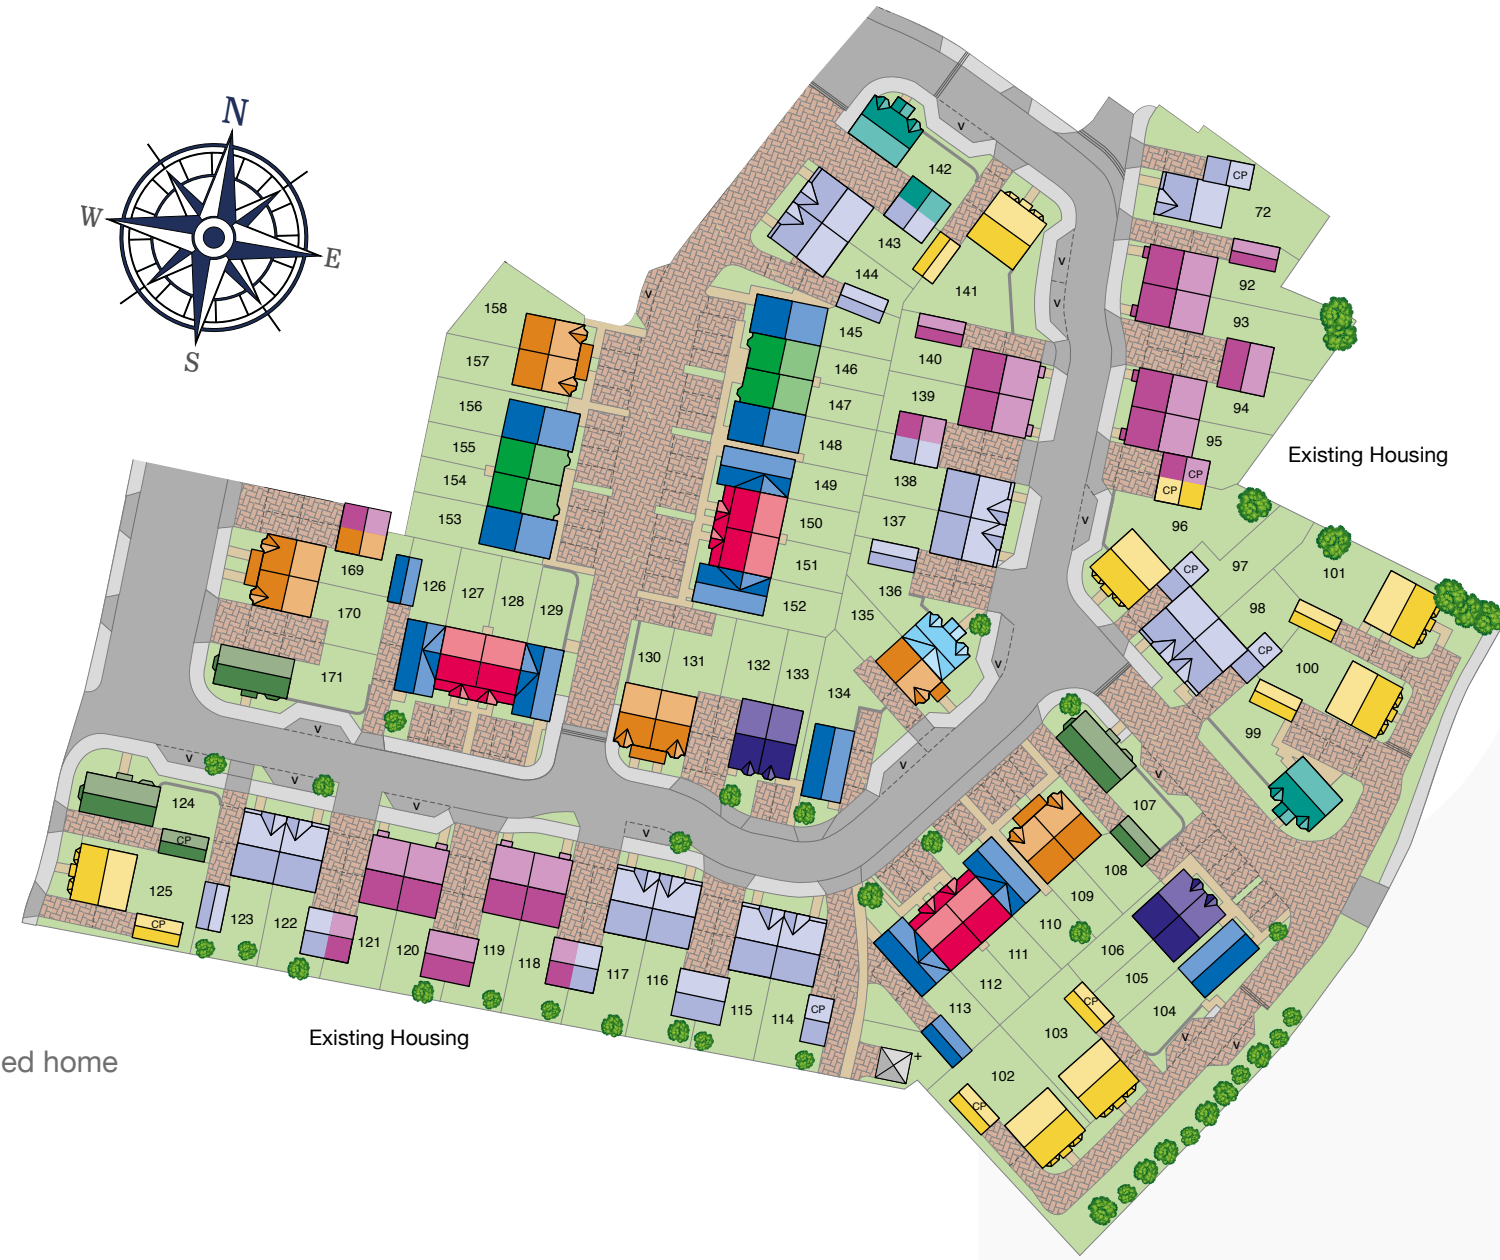 N
W
E
S
V
142
CP
72
143
V
144
141
V
V
92
158
145
93
157
146
140
156
147
139
94
155
148
95
Existing Housing
154
149
138
CP
CP
153
150
137
V
96
151
136
CP
97
101
169
126
127
128
129
152
135
98
170
130
131
132
133
134
V
CP
100
171
99
V
V
V
V
V
107
124
V
V
CP
108
125
109
CP
123
122
121
120
119
118
117
116
115
114
CP
110
106
111
105
112
CP
104
113
103
V
V
Existing Housing
+
102
CP
ed home